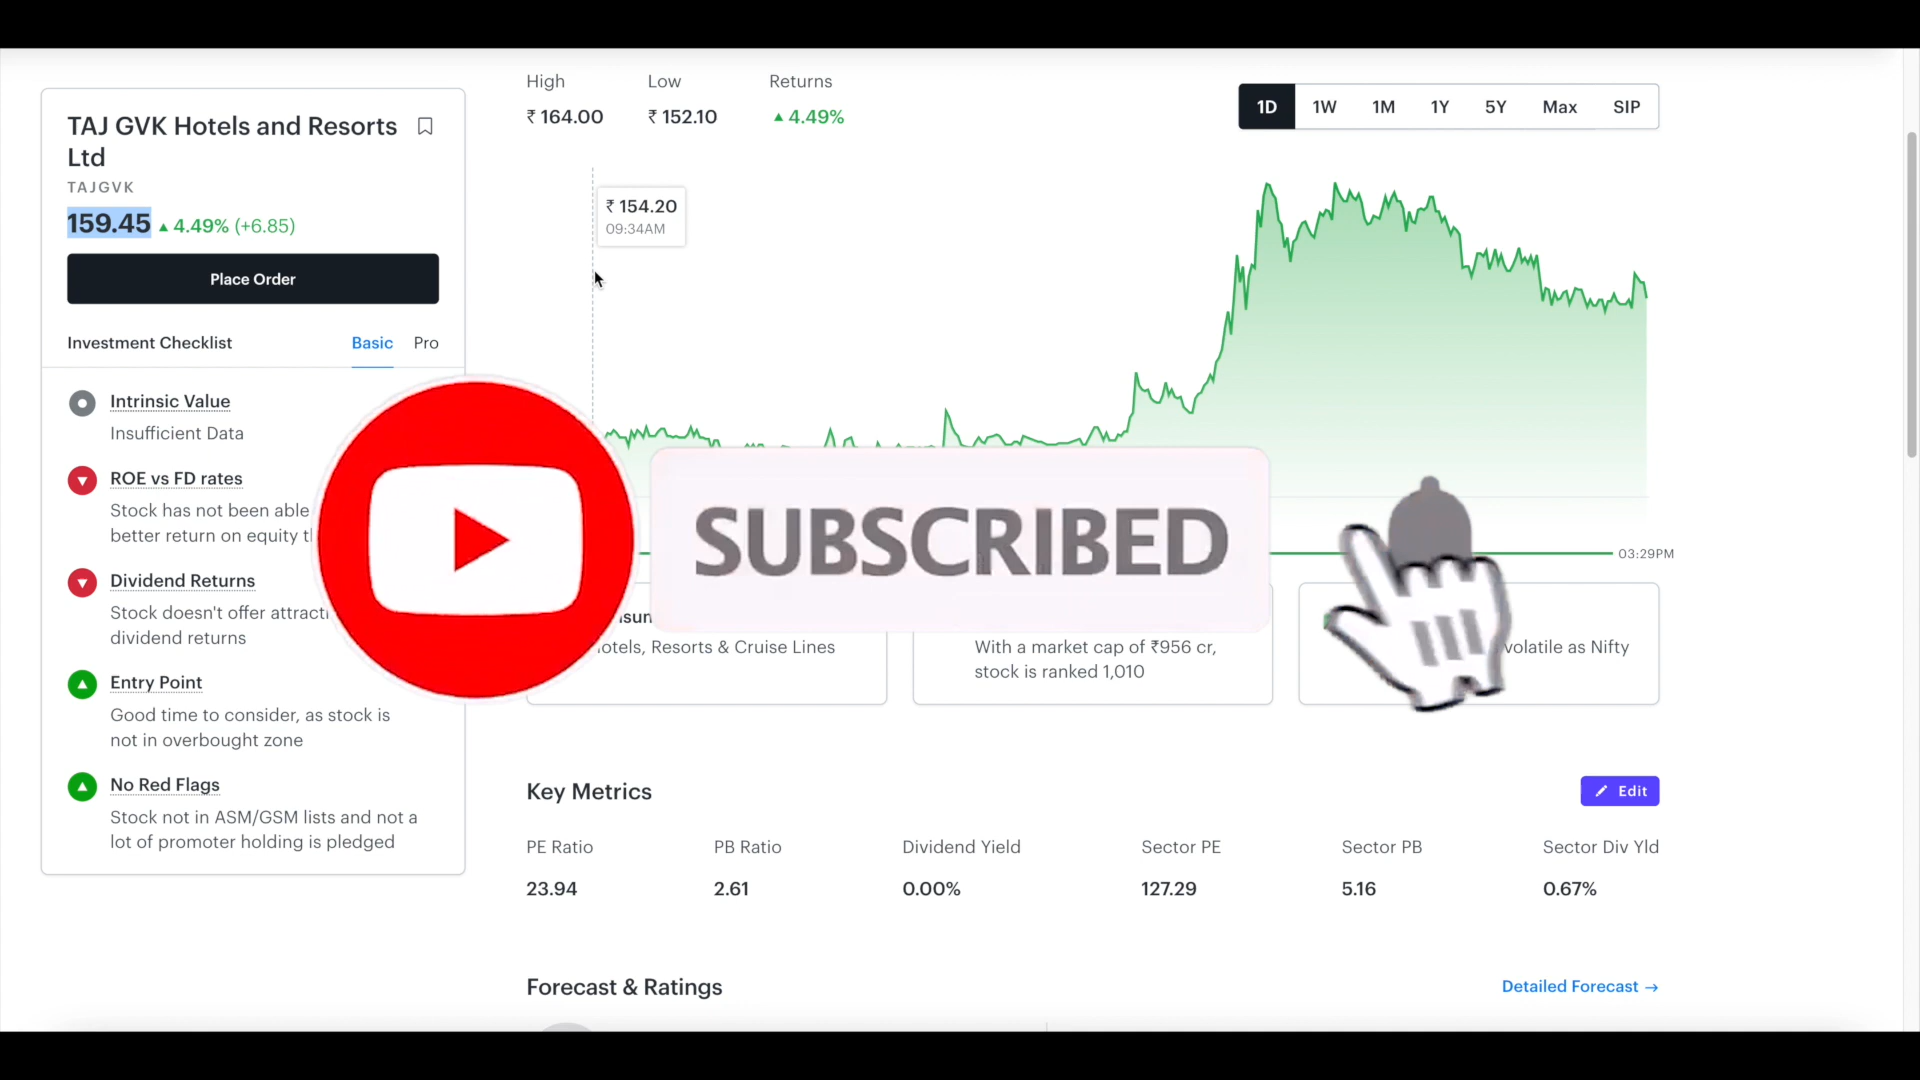 High Low Returns
₹ 164.00 ₹ 152.10 ▲ 4.49%
1D 1W 1M 1Y 5Y Max SIP
TAJ GVK Hotels and Resorts
Ltd
TAJGVK
159.45 ▲ 4.49% (+6.85)
Place Order
Investment Checklist Basic Pro
Intrinsic Value
Insufficient Data
ROE vs FD rates
Stock has not been able
better return on equity
Dividend Returns
Stock doesn't offer
dividend returns
Entry Point
Good time to consider, as stock is
not in overbought zone
No Red Flags
Stock not in ASM/GSM lists and not a
lot of promoter holding is pledged
₹ 154.20
09:34AM
SUBSCRIBED
03:29PM
Resorts & Cruise Lines
With a market cap of ₹956 cr,
stock is ranked 1,010
volatile as Nifty
Key Metrics
Edit
PE Ratio PB Ratio Dividend Yield Sector PE Sector PB Sector Div Yld
23.94 2.61 0.00% 127.29 5.16 0.67%
Forecast & Ratings
Detailed Forecast →